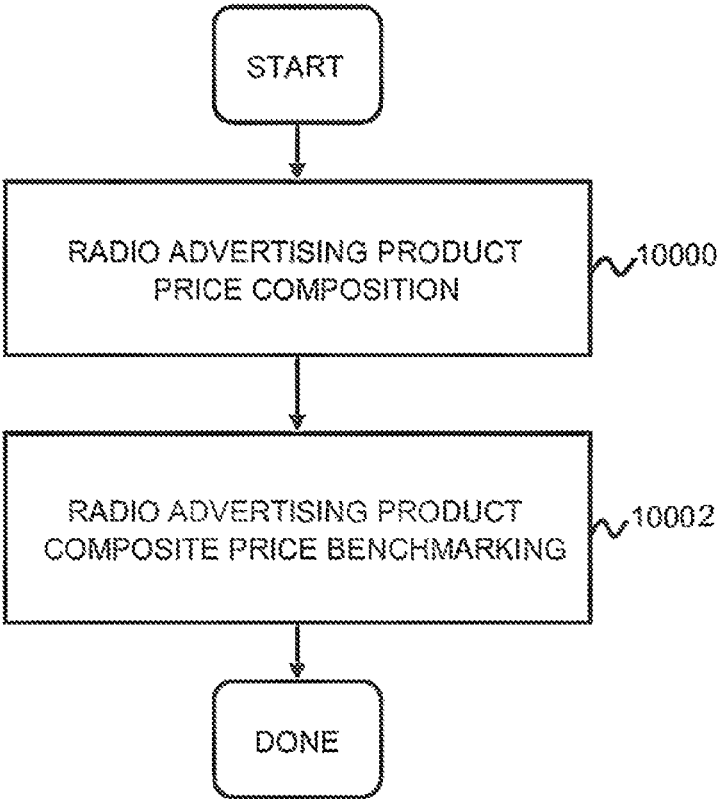 START
RADIO ADVERTISING PRODUCT
PRICE COMPOSITION
10000
RADIO ADVERTISING PRODUCT
COMPOSITE PRICE BENCHMARKING
10002
DONE